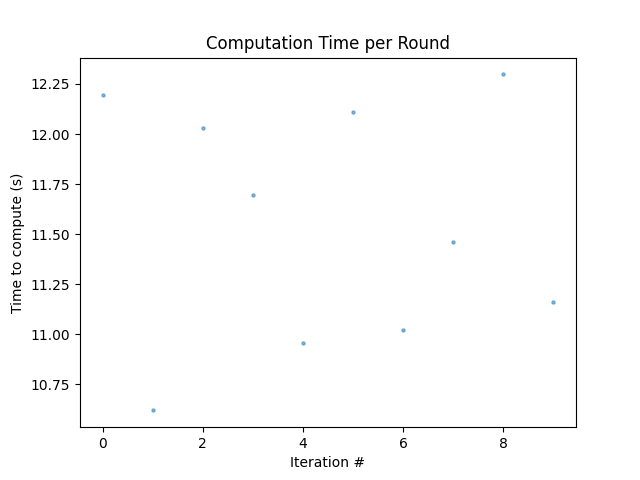 Computation Time per Round
Time to compute (s)
12.25
12.00
11.75
11.50
11.25
11.00
10.75
0 2 4 6 8
Iteration #